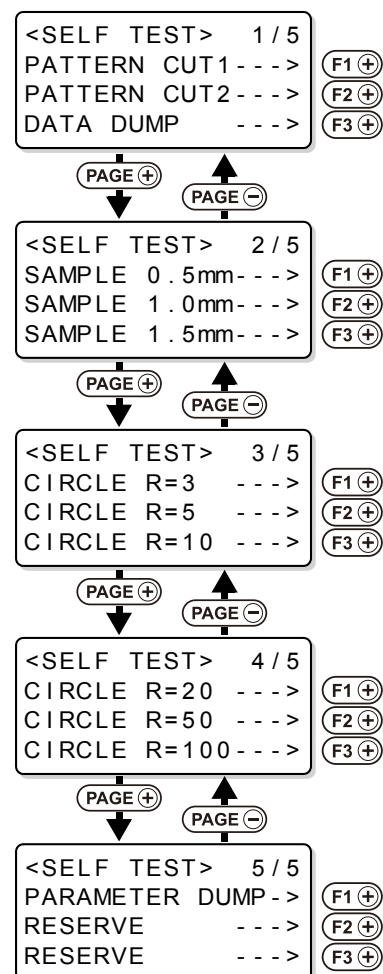 <SELF TEST> 1/5
PATTERN CUT1---> F1 +
PATTERN CUT2---> F2 +
DATA DUMP ---> F3 +
PAGE +
PAGE −
<SELF TEST> 2/5
SAMPLE 0.5mm---> F1 +
SAMPLE 1.0mm---> F2 +
SAMPLE 1.5mm---> F3 +
PAGE +
PAGE −
<SELF TEST> 3/5
CIRCLE R=3 ---> F1 +
CIRCLE R=5 ---> F2 +
CIRCLE R=10 ---> F3 +
PAGE +
PAGE −
<SELF TEST> 4/5
CIRCLE R=20 ---> F1 +
CIRCLE R=50 ---> F2 +
CIRCLE R=100---> F3 +
PAGE +
PAGE −
<SELF TEST> 5/5
PARAMETER DUMP-> F1 +
RESERVE ---> F2 +
RESERVE ---> F3 +